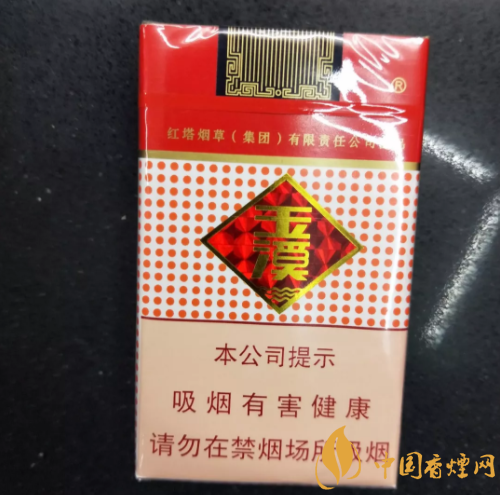 ®
红塔烟草（集团）有限责任公司出品
玉溪
本公司提示
吸烟有害健康
请勿在禁烟场所吸烟
中国香烟网